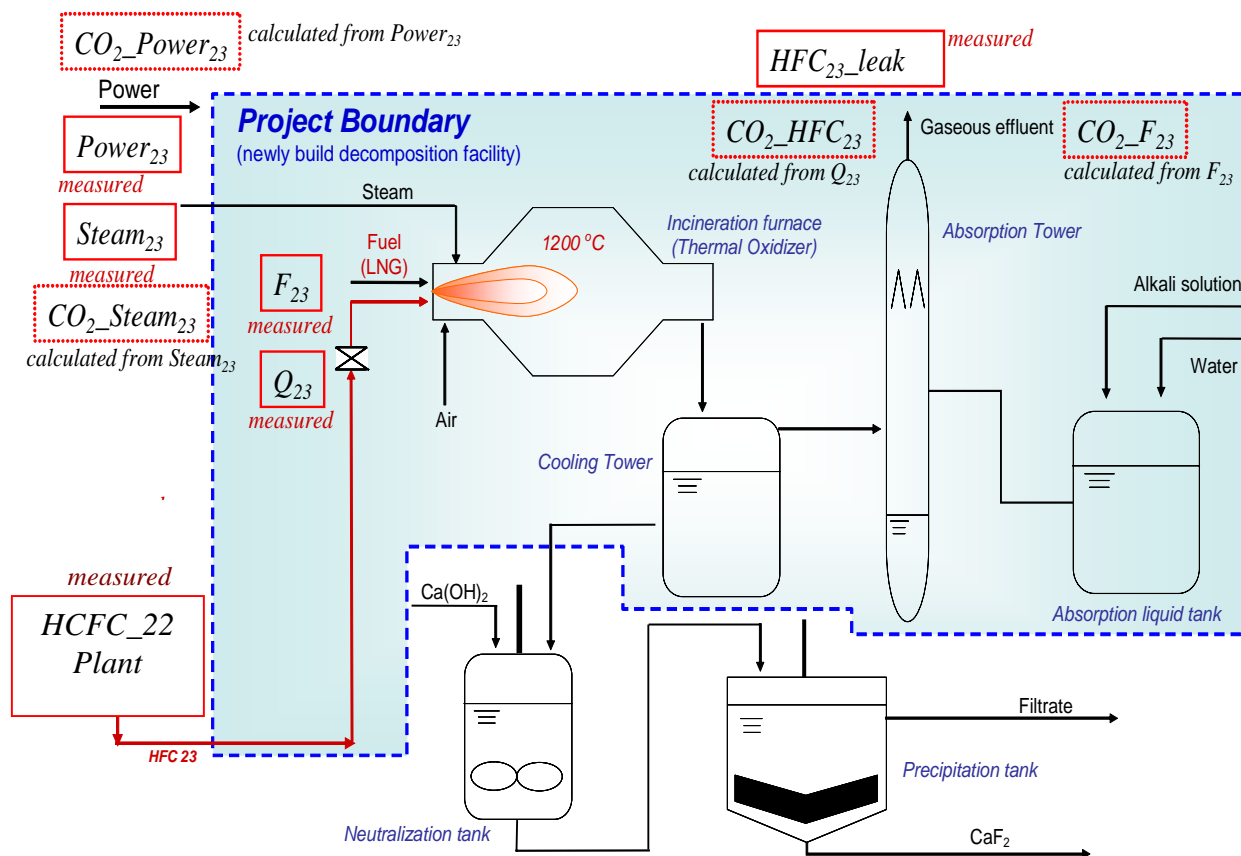 CO₂_Power₂₃
calculated from Power₂₃
Power
Power₂₃
measured
Steam₂₃
measured
CO₂_Steam₂₃
calculated from Steam₂₃
HFC₂₃_leak
measured
Project Boundary
(newly build decomposition facility)
CO₂_HFC₂₃
calculated from Q₂₃
Gaseous effluent
CO₂_F₂₃
calculated from F₂₃
Steam
Fuel
(LNG)
1200 °C
Incineration furnace
(Thermal Oxidizer)
Absorption Tower
F₂₃
measured
Q₂₃
measured
Air
Alkali solution
Water
Cooling Tower
Absorption liquid tank
measured
HCFC_22
Plant
HFC 23
Ca(OH)₂
Neutralization tank
Filtrate
Precipitation tank
CaF₂